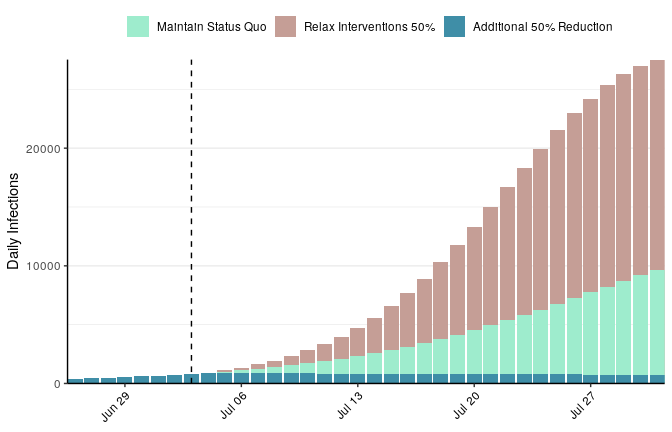 Maintain Status Quo Relax Interventions 50% Additional 50% Reduction
Daily Infections
20000
10000
0
Jun 29 Jul 06 Jul 13 Jul 20 Jul 27